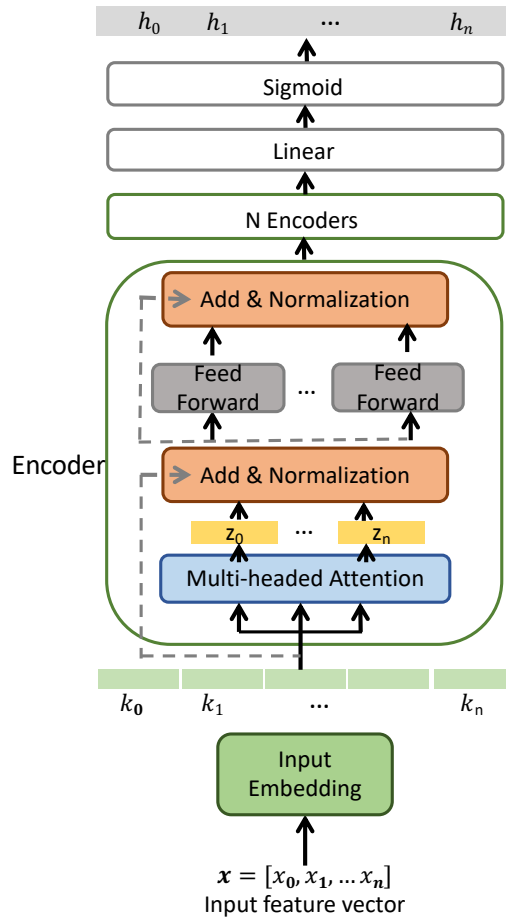 h₀ h₁ ... hₙ
Sigmoid
Linear
N Encoders
Add & Normalization
Feed Forward ... Feed Forward
Encoder
Add & Normalization
z₀ ... zₙ
Multi-headed Attention
k₀ k₁ ... kₙ
Input
Embedding
x = [x₀, x₁, … xₙ]
Input feature vector